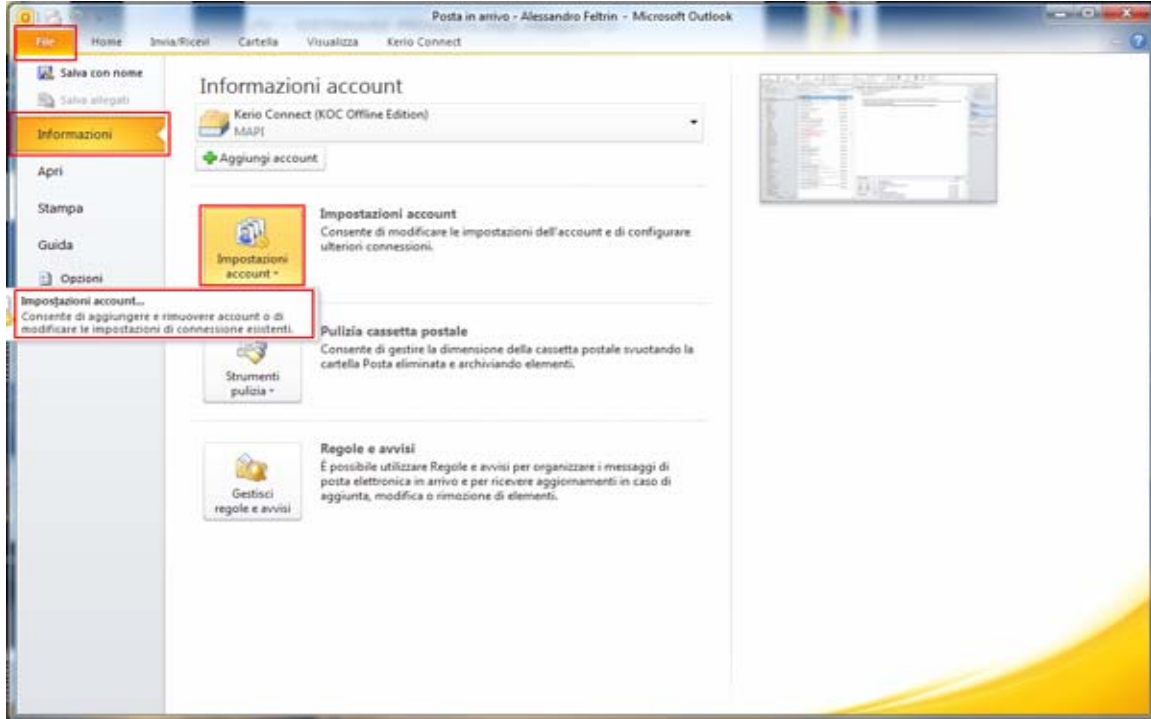 Posta in arrivo - Alessandro Feltrin - Microsoft Outlook
File Home Invia/Ricevi Cartella Visualizza Kerio Connect
Salva con nome
Salva allegati
Informazioni
Apri
Stampa
Guida
Opzioni
Informazioni account
Kerio Connect (KOC Offline Edition)
MAPI
Aggiungi account
Impostazioni
account
Impostazioni account
Consente di modificare le impostazioni dell'account e di configurare
ulteriori connessioni.
Impostazioni account...
Consente di aggiungere e rimuovere account o di
modificare le impostazioni di connessione esistenti.
Strumenti
pulizia
Pulizia cassetta postale
Consente di gestire la dimensione della cassetta postale svuotando la
cartella Posta eliminata e archiviando elementi.
Gestisci
regole e avvisi
Regole e avvisi
È possibile utilizzare Regole e avvisi per organizzare i messaggi di
posta elettronica in arrivo e per ricevere aggiornamenti in caso di
aggiunta, modifica o rimozione di elementi.